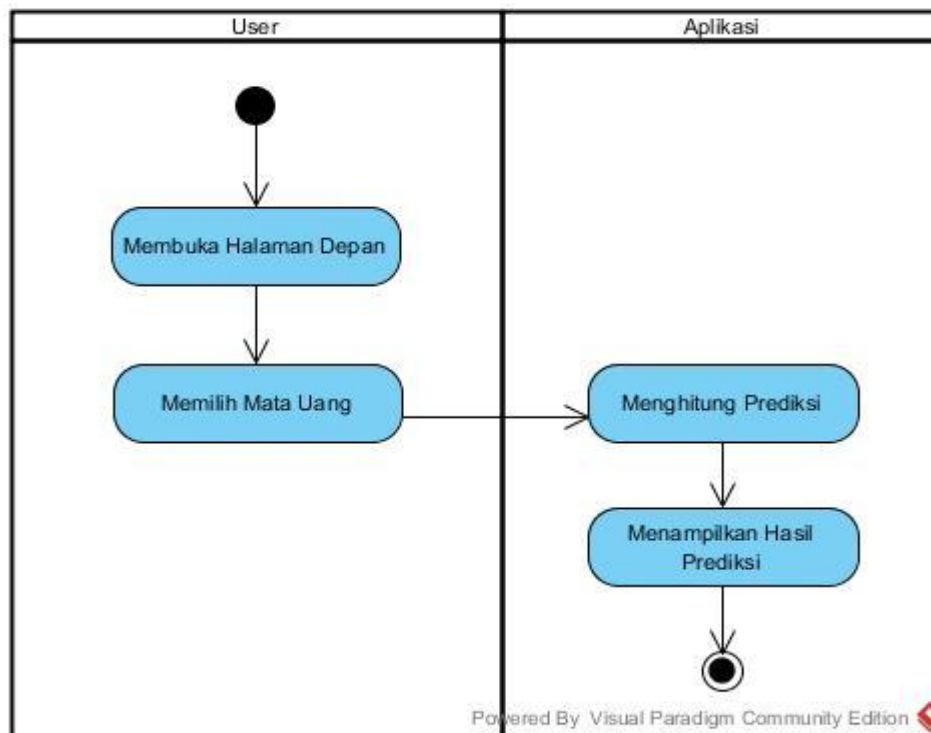 User
Aplikasi
Membuka Halaman Depan
Memilih Mata Uang
Menghitung Prediksi
Menampilkan Hasil
Prediksi
Powered By Visual Paradigm Community Edition